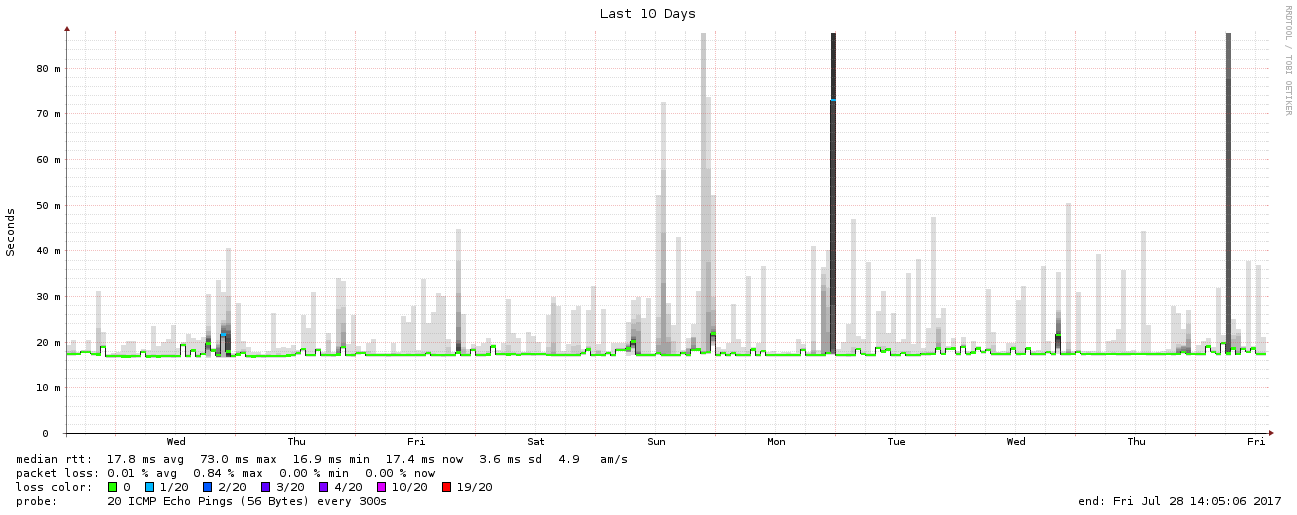 Last 10 Days
RRDTOOL / TOBI OETIKER
Seconds
80 m
70 m
60 m
50 m
40 m
30 m
20 m
10 m
0
Wed Thu Fri Sat Sun Mon Tue Wed Thu Fri
median rtt: 17.8 ms avg 73.0 ms max 16.9 ms min 17.4 ms now 3.6 ms sd 4.9 am/s
packet loss: 0.01 % avg 0.84 % max 0.00 % min 0.00 % now
loss color: 0 1/20 2/20 3/20 4/20 10/20 19/20
probe: 20 ICMP Echo Pings (56 Bytes) every 300s end: Fri Jul 28 14:05:06 2017